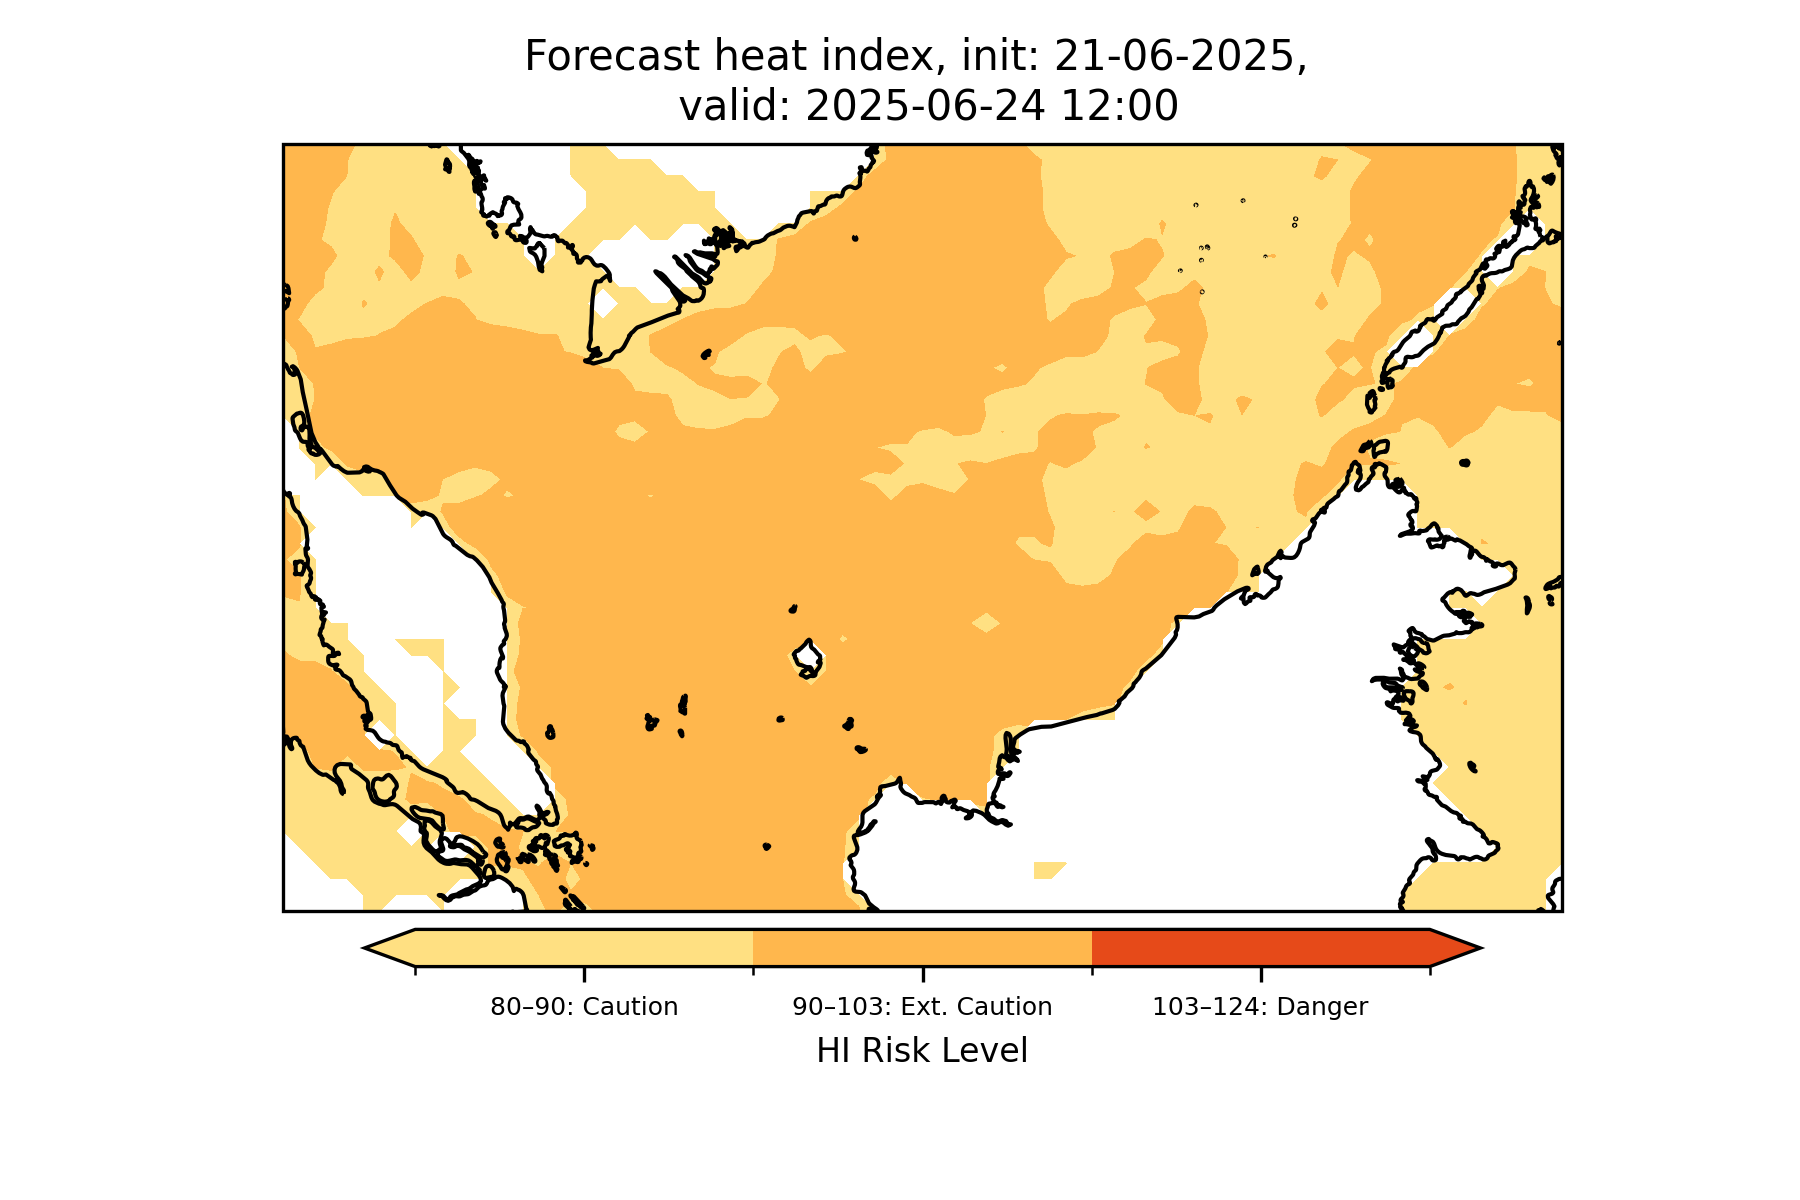 Forecast heat index, init: 21-06-2025,
valid: 2025-06-24 12:00
80–90: Caution
90–103: Ext. Caution
103–124: Danger
HI Risk Level